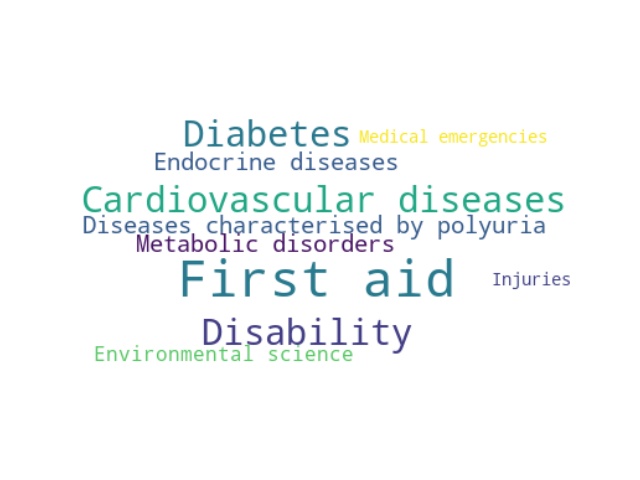 Diabetes
Medical emergencies
Endocrine diseases
Cardiovascular diseases
Diseases characterised by polyuria
Metabolic disorders
First aid
Injuries
Disability
Environmental science